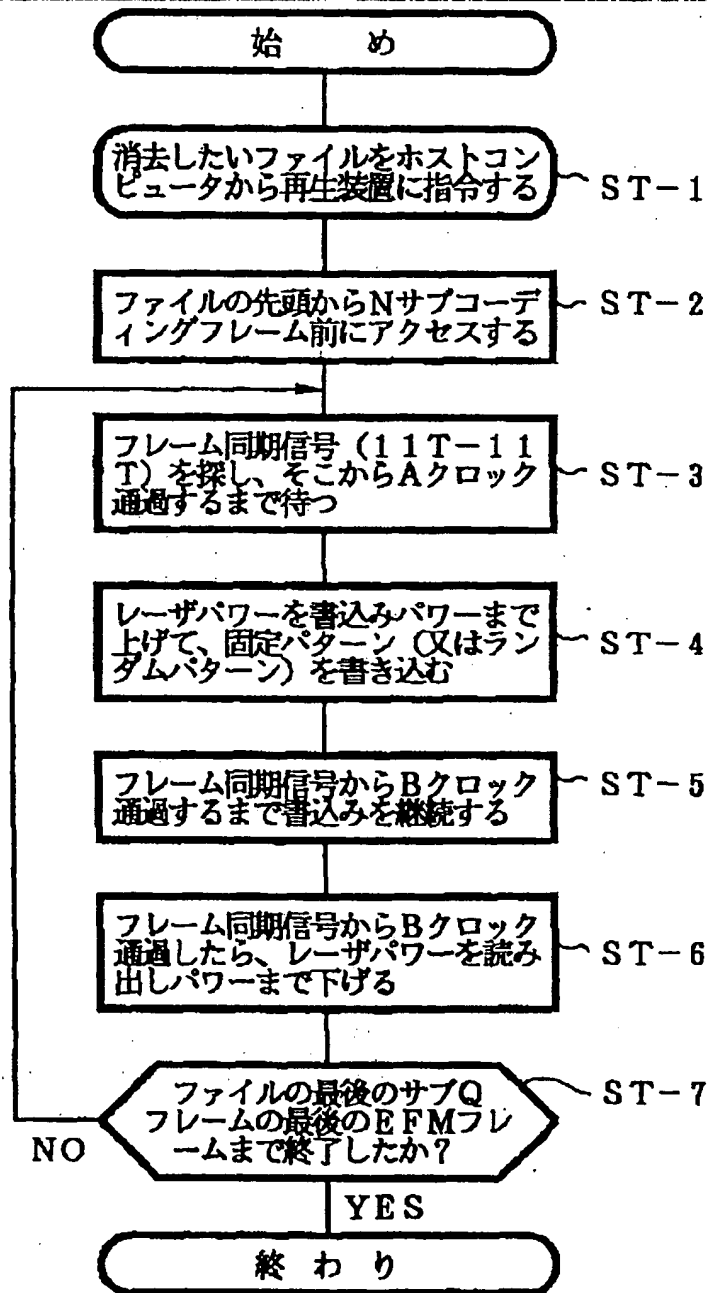 始め
消去したいファイルをホストコン
ピュータから再生装置に指令する
ST-1
ファイルの先頭からNサブコーデ
ィングフレーム前にアクセスする
ST-2
フレーム同期信号(11T-11
T)を探し、そこからAクロック
通過するまで待つ
ST-3
レーザパワーを書込みパワーまで
上げて、固定パターン(又はラン
ダムパターン)を書き込む
ST-4
フレーム同期信号からBクロック
通過するまで書込みを継続する
ST-5
フレーム同期信号からBクロック
通過したら、レーザパワーを読み
出しパワーまで下げる
ST-6
ファイルの最後のサブQ
フレームの最後のEFMフレ
ームまで終了したか?
ST-7
NO
YES
終わり